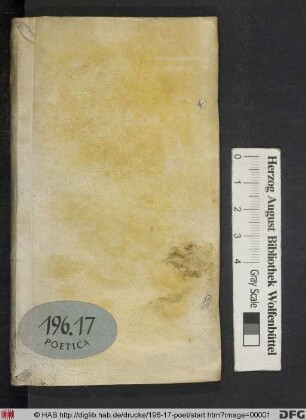 196.17
POETICA
0 1 2 3 4
Herzog August Bibliothek Wolfenbüttel
Gray Scale
© HAB http://diglib.hab.de/drucke/196-17-poet/start.htm?image=00001
DFG